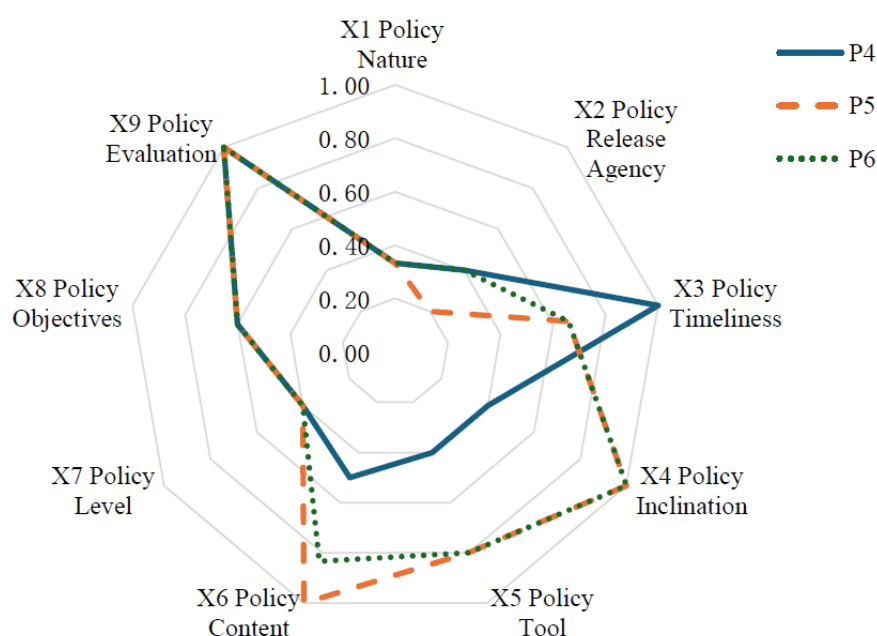 X1 Policy
Nature
P4
P5
P6
1.00
0.80
0.60
0.40
0.20
0.00
X2 Policy
Release
Agency
X9 Policy
Evaluation
X3 Policy
Timeliness
X8 Policy
Objectives
X4 Policy
Inclination
X7 Policy
Level
X5 Policy
Tool
X6 Policy
Content